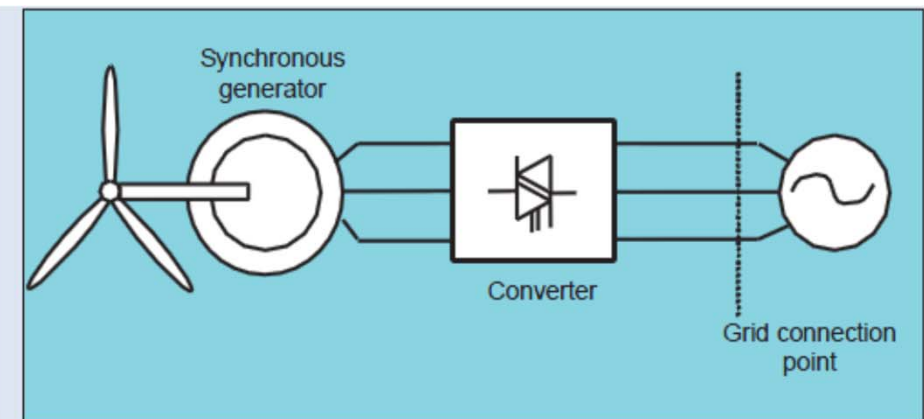 Synchronous
generator
Converter
Grid connection
point